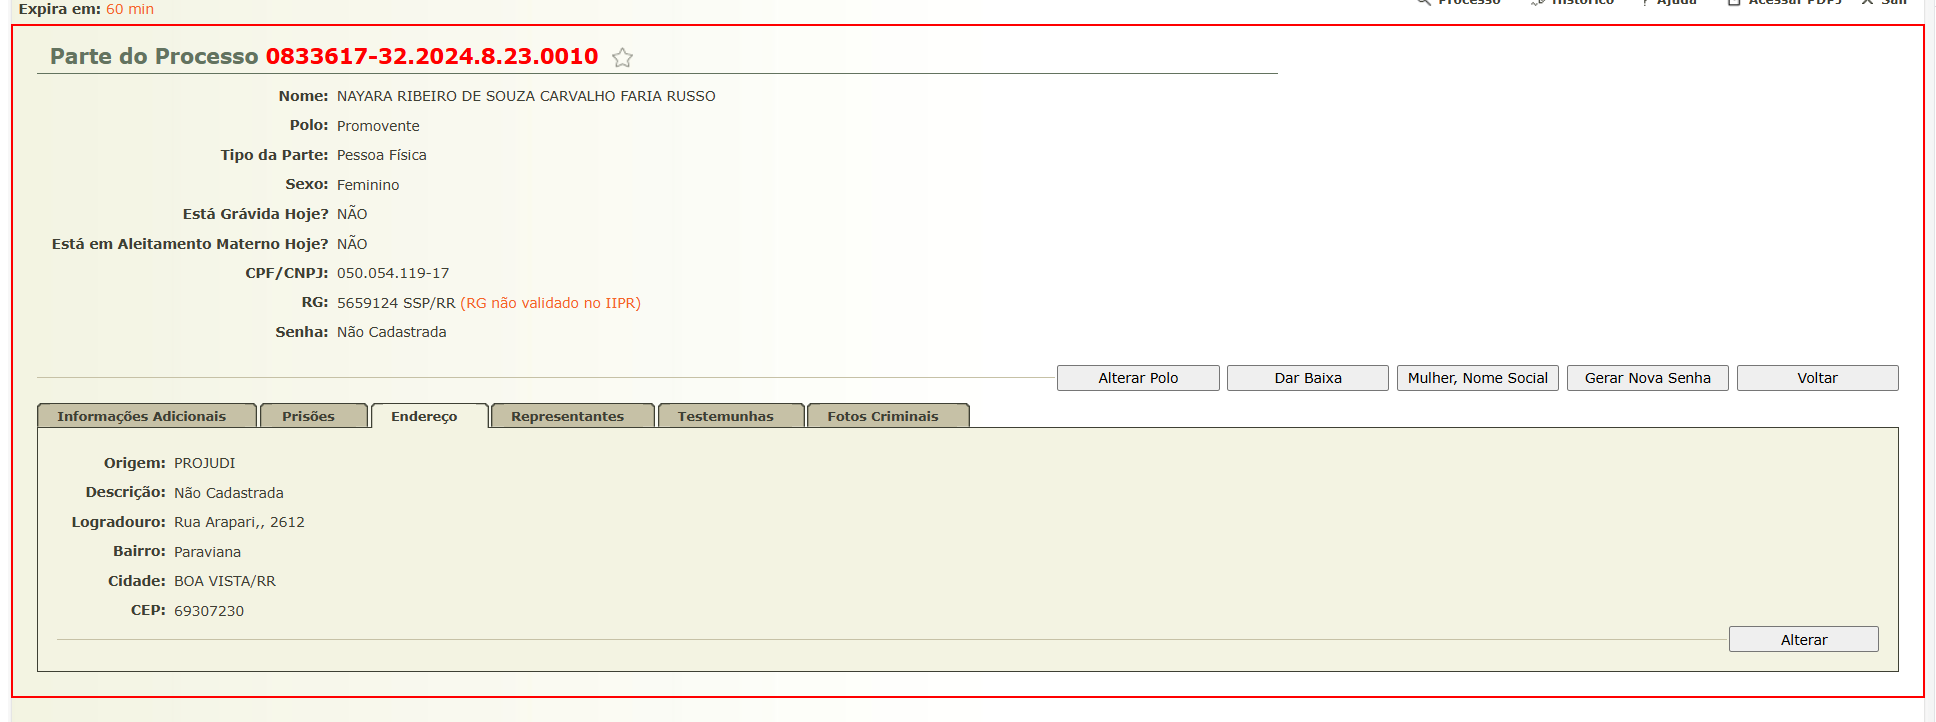 Expira em: 60 min
Processo Histórico ? Ajuda Acessar PDPJ Sair
Parte do Processo 0833617-32.2024.8.23.0010
Nome: NAYARA RIBEIRO DE SOUZA CARVALHO FARIA RUSSO
Polo: Promovente
Tipo da Parte: Pessoa Física
Sexo: Feminino
Está Grávida Hoje? NÃO
Está em Aleitamento Materno Hoje? NÃO
CPF/CNPJ: 050.054.119-17
RG: 5659124 SSP/RR (RG não validado no IIPR)
Senha: Não Cadastrada
Alterar Polo Dar Baixa Mulher, Nome Social Gerar Nova Senha Voltar
Informações Adicionais Prisões Endereço Representantes Testemunhas Fotos Criminais
Origem: PROJUDI
Descrição: Não Cadastrada
Logradouro: Rua Arapari,, 2612
Bairro: Paraviana
Cidade: BOA VISTA/RR
CEP: 69307230
Alterar